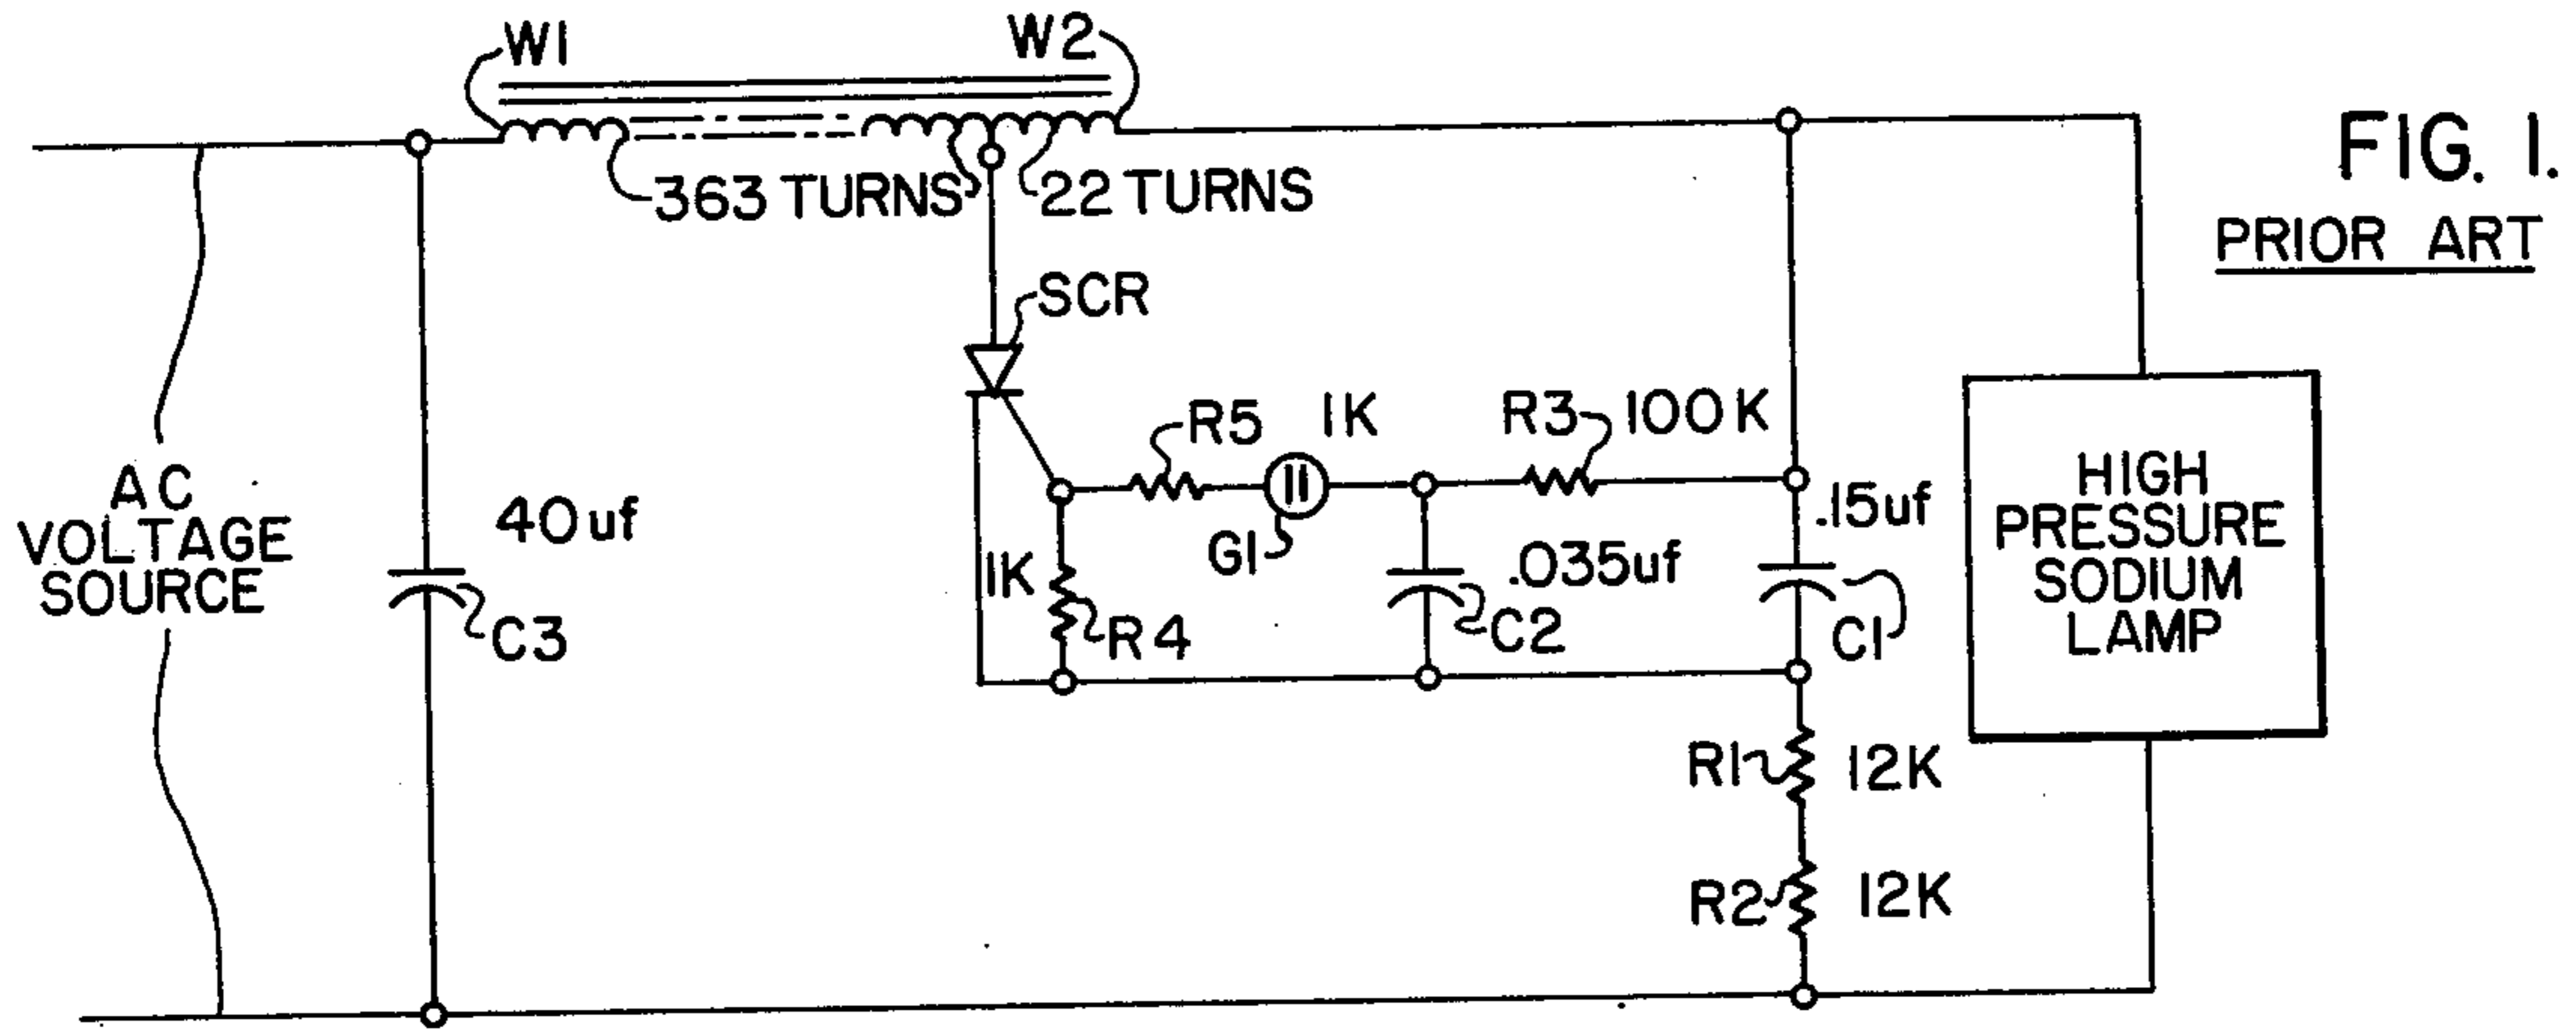 W1
W2
363 TURNS
22 TURNS
FIG. 1.
PRIOR ART
SCR
R5
1K
R3
100K
AC
VOLTAGE
SOURCE
40uf
C3
1K
R4
G1
.035uf
C2
.15uf
C1
HIGH
PRESSURE
SODIUM
LAMP
R1
12K
R2
12K